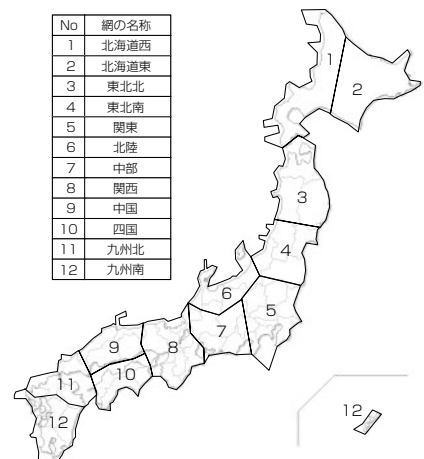 No 網の名称
1 北海道西
2 北海道東
3 東北北
4 東北南
5 関東
6 北陸
7 中部
8 関西
9 中国
10 四国
11 九州北
12 九州南
1
2
3
4
6
5
7
9
8
10
11
12
12